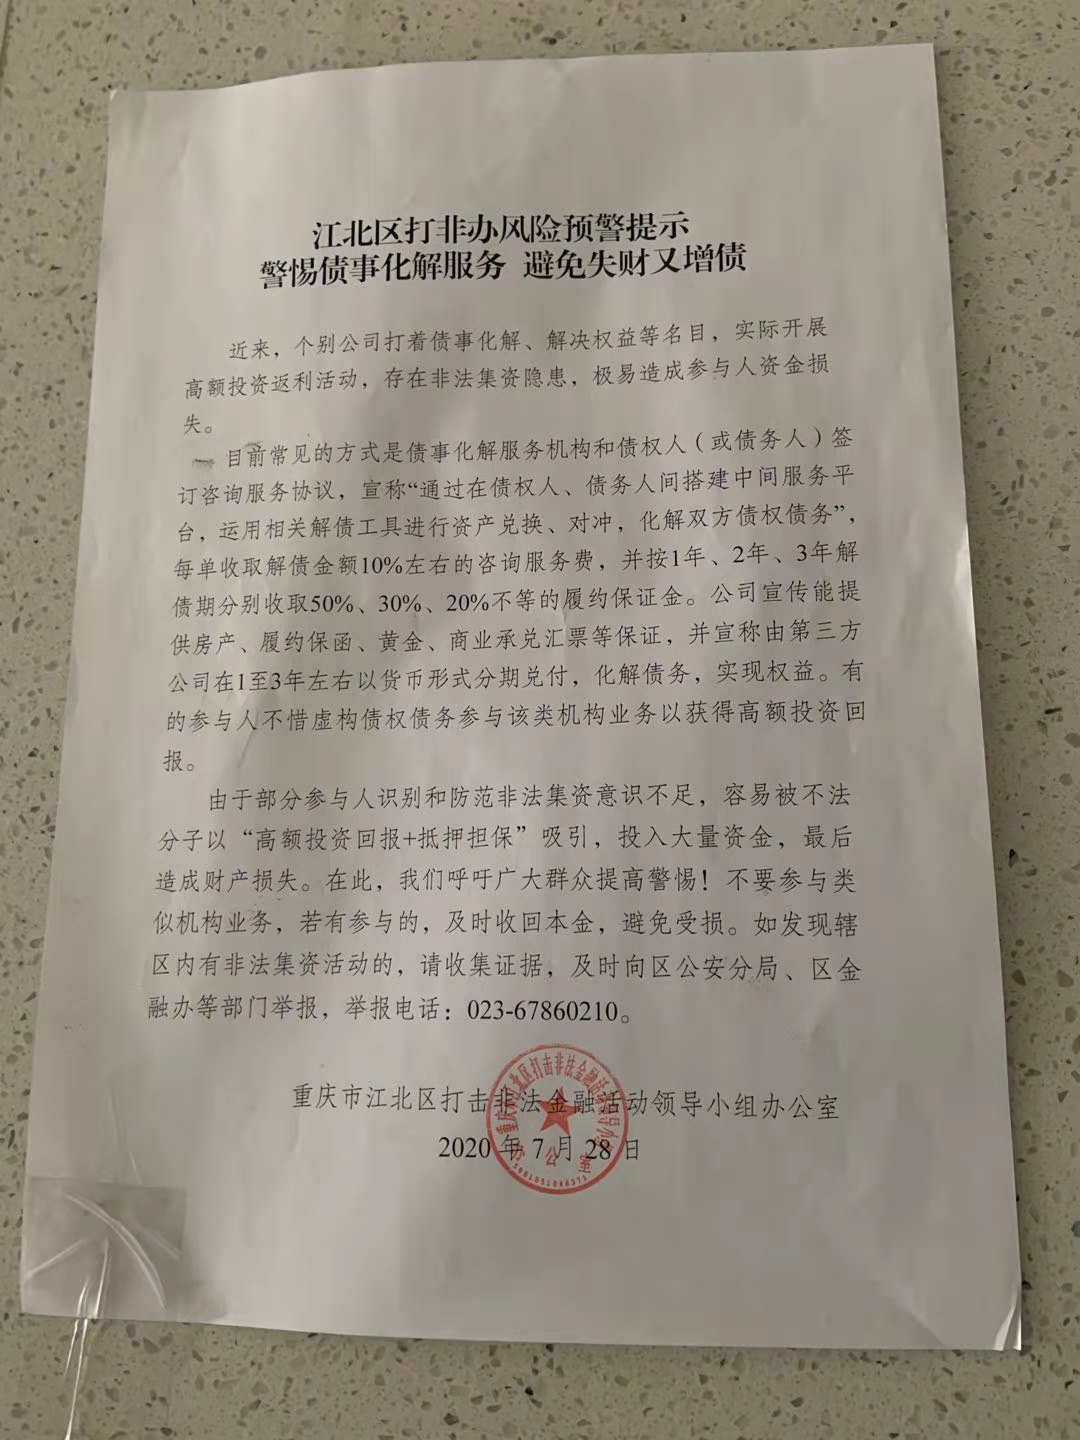 江北区打非办风险预警提示
警惕债事化解服务 避免失财又增债
近来，个别公司打着债事化解、解决权益等名目，实际开展
高额投资返利活动，存在非法集资隐患，极易造成参与人资金损
失。
目前常见的方式是债事化解服务机构和债权人（或债务人）签
订咨询服务协议，宣称“通过在债权人、债务人间搭建中间服务平
台，运用相关解债工具进行资产兑换、对冲，化解双方债权债务”，
每单收取解债金额10%左右的咨询服务费，并按1年、2年、3年解
债期分别收取50%、30%、20%不等的履约保证金。公司宣传能提
供房产、履约保函、黄金、商业承兑汇票等保证，并宣称由第三方
公司在1至3年左右以货币形式分期兑付，化解债务，实现权益。有
的参与人不惜虚构债权债务参与该类机构业务以获得高额投资回
报。
由于部分参与人识别和防范非法集资意识不足，容易被不法
分子以“高额投资回报+抵押担保”吸引，投入大量资金，最后
造成财产损失。在此，我们呼吁广大群众提高警惕！不要参与类
似机构业务，若有参与的，及时收回本金，避免受损。如发现辖
区内有非法集资活动的，请收集证据，及时向区公安分局、区金
融办等部门举报，举报电话：023-67860210。
重庆市江北区打击非法金融活动领导小组办公室
2020 年 7 月 28 日